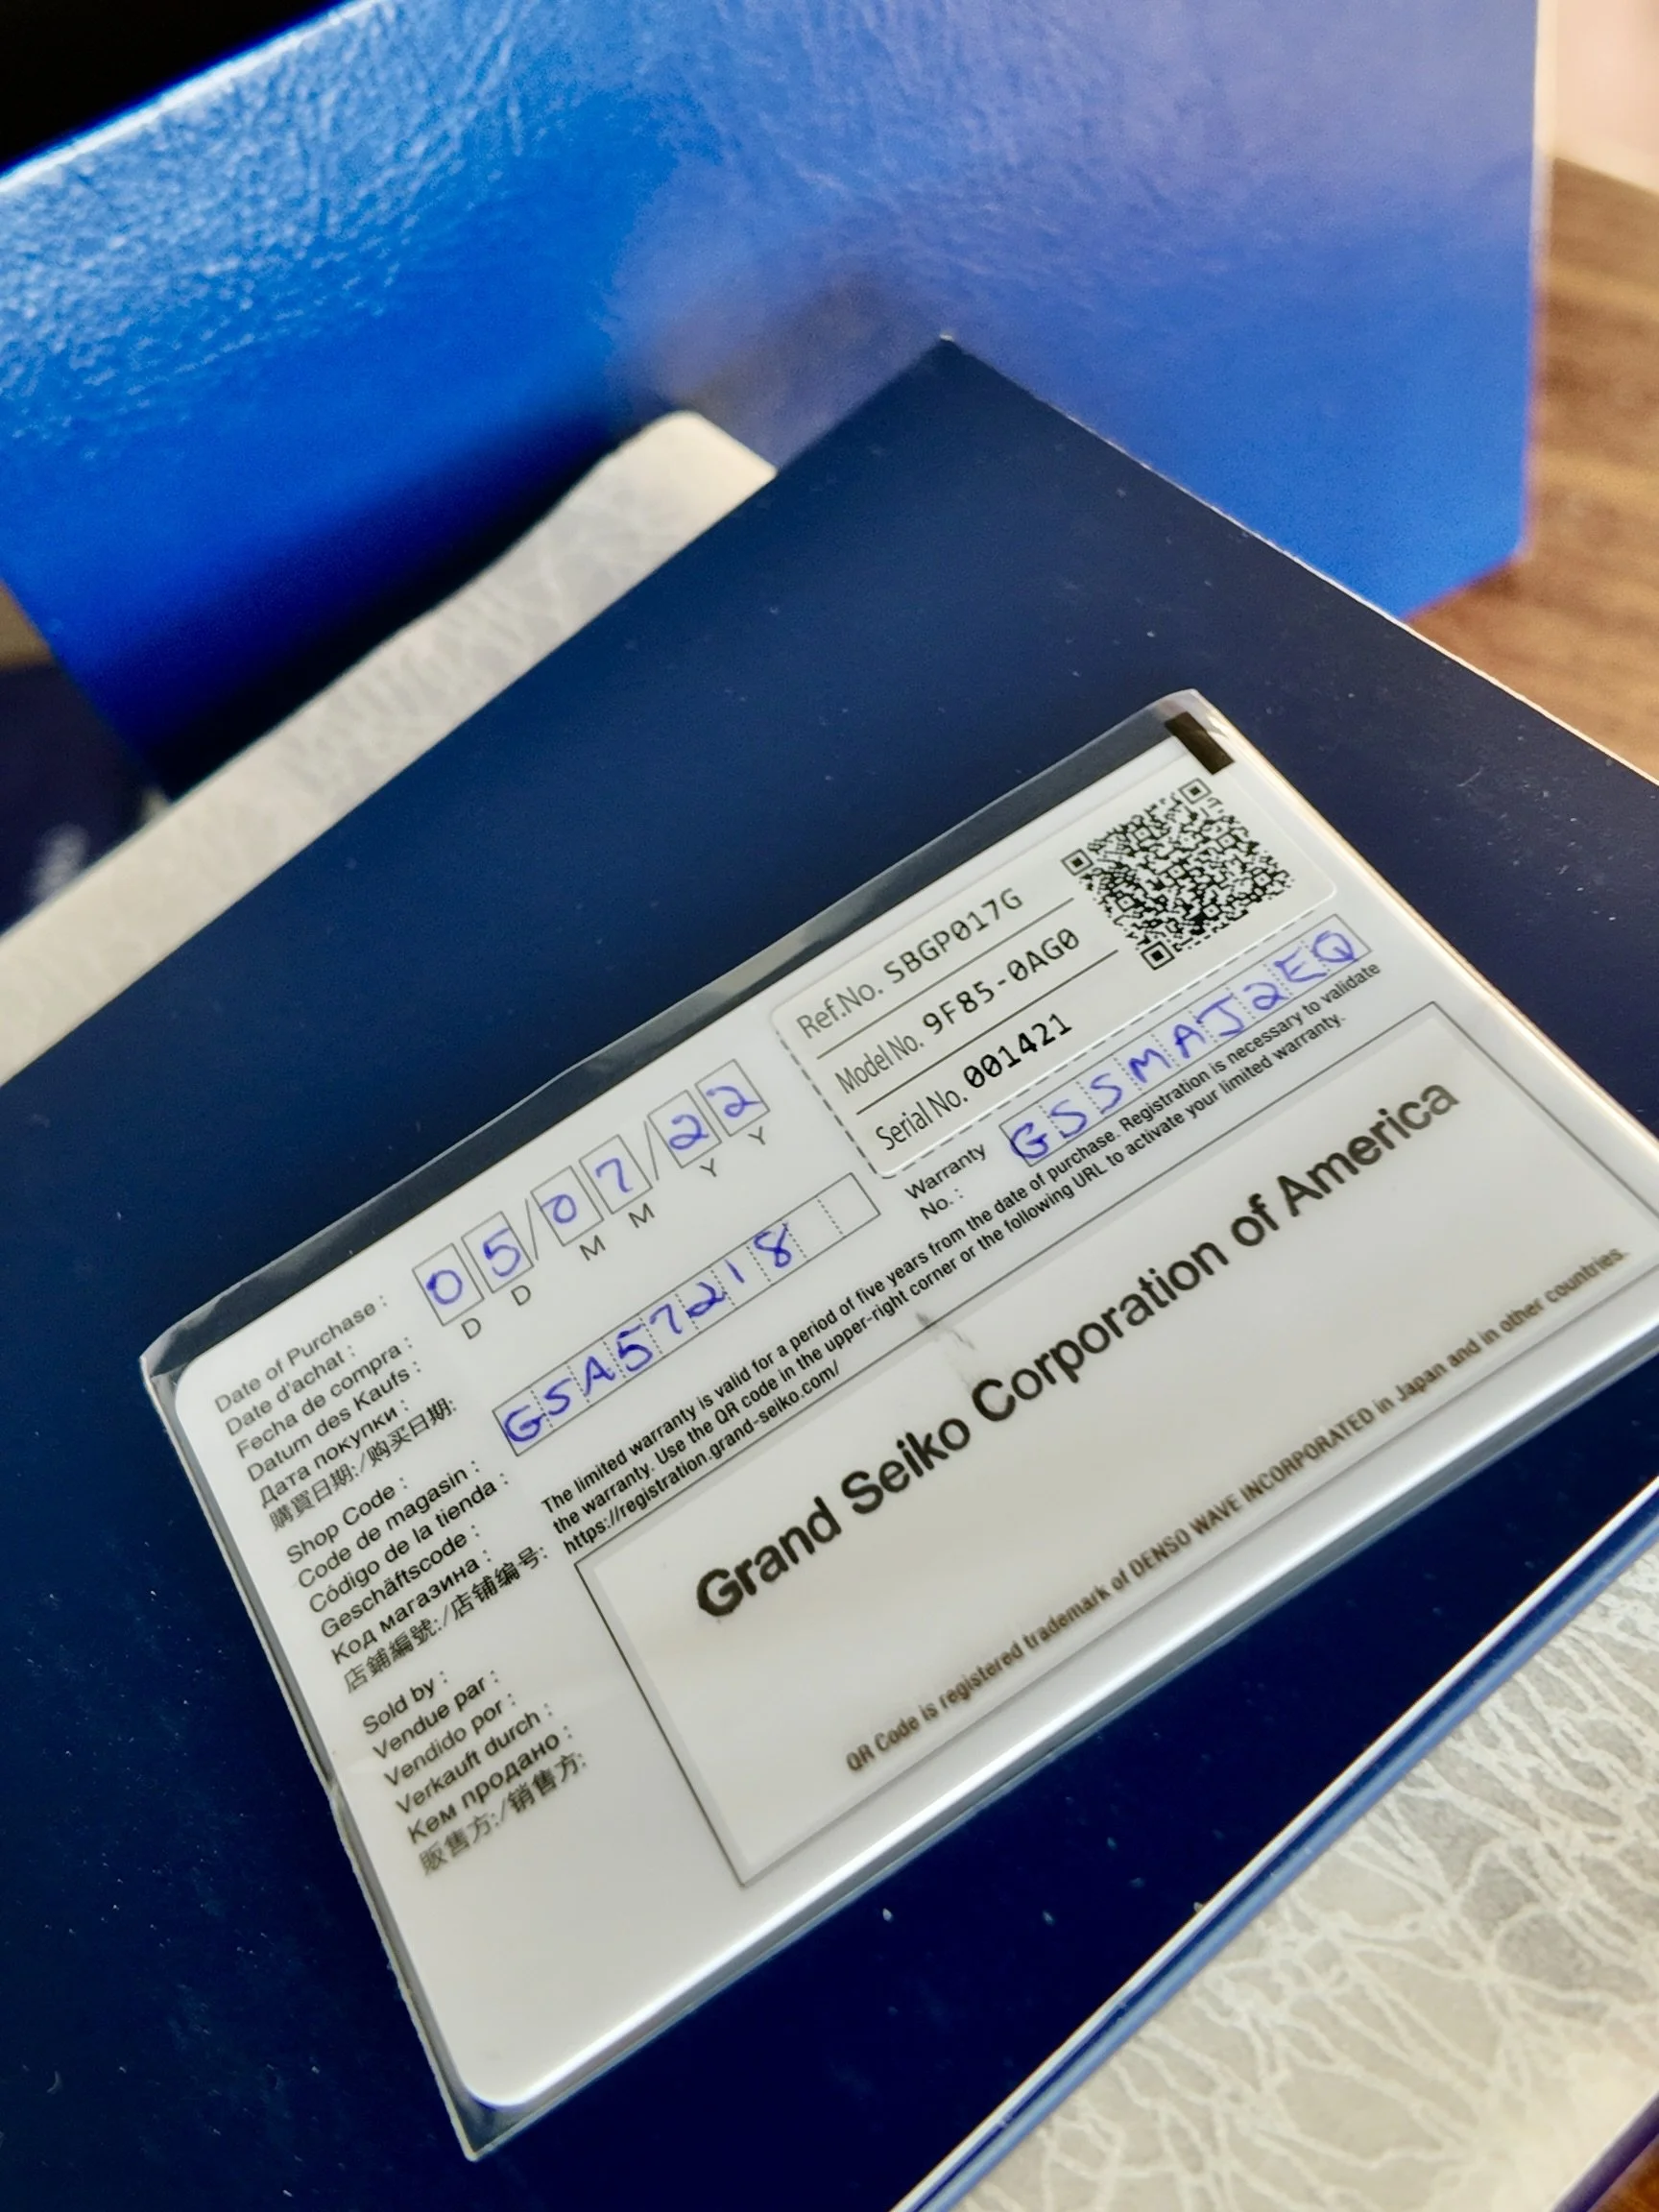 Date of Purchase :
Date d'achat :
Fecha de compra :
Datum des Kaufs :
Дата покупки :
購買日期:/购买日期:
05/07/22
D D M M Y Y
Shop Code :
Code de magasin :
Código de la tienda :
Geschäftscode :
Код магазина :
店鋪編號:/店铺编号:
GSA57218
Sold by :
Vendue par :
Vendido por :
Verkauft durch :
Кем продано :
販售方:/销售方:
Ref.No. SBGP017G
Model No. 9F85-0AG0
Serial No. 001421
Warranty
No. :
GSSMAJ2EQ
The limited warranty is valid for a period of five years from the date of purchase. Registration is necessary to validate
the warranty. Use the QR code in the upper-right corner or the following URL to activate your limited warranty.
https://registration.grand-seiko.com/
Grand Seiko Corporation of America
QR Code is registered trademark of DENSO WAVE INCORPORATED in Japan and in other countries.